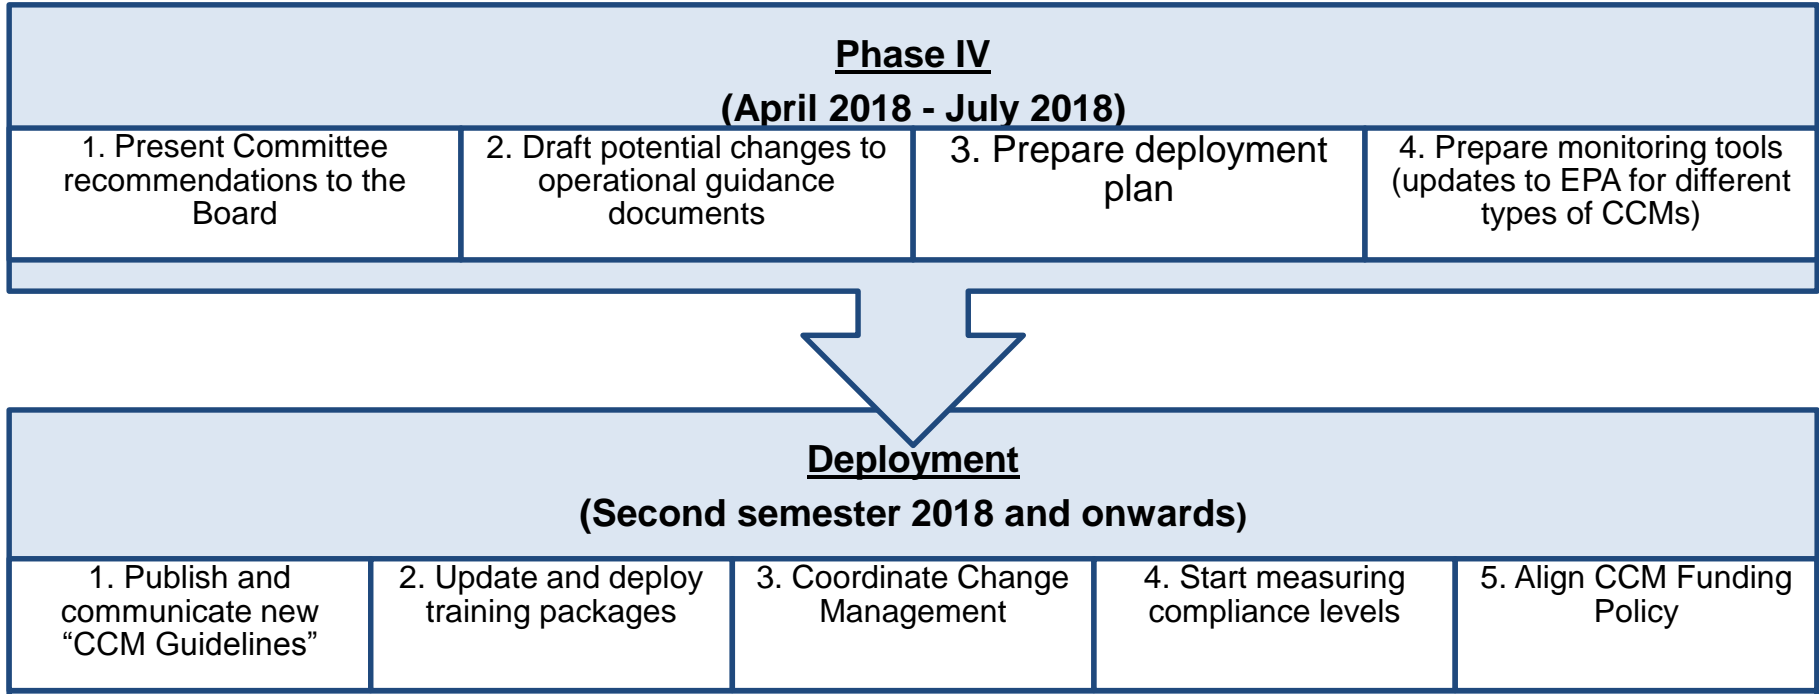 Phase IV
(April 2018 - July 2018)
1. Present Committee
recommendations to the
Board
2. Draft potential changes to
operational guidance
documents
3. Prepare deployment
plan
4. Prepare monitoring tools
(updates to EPA for different
types of CCMs)
Deployment
(Second semester 2018 and onwards)
1. Publish and
communicate new
“CCM Guidelines”
2. Update and deploy
training packages
3. Coordinate Change
Management
4. Start measuring
compliance levels
5. Align CCM Funding
Policy